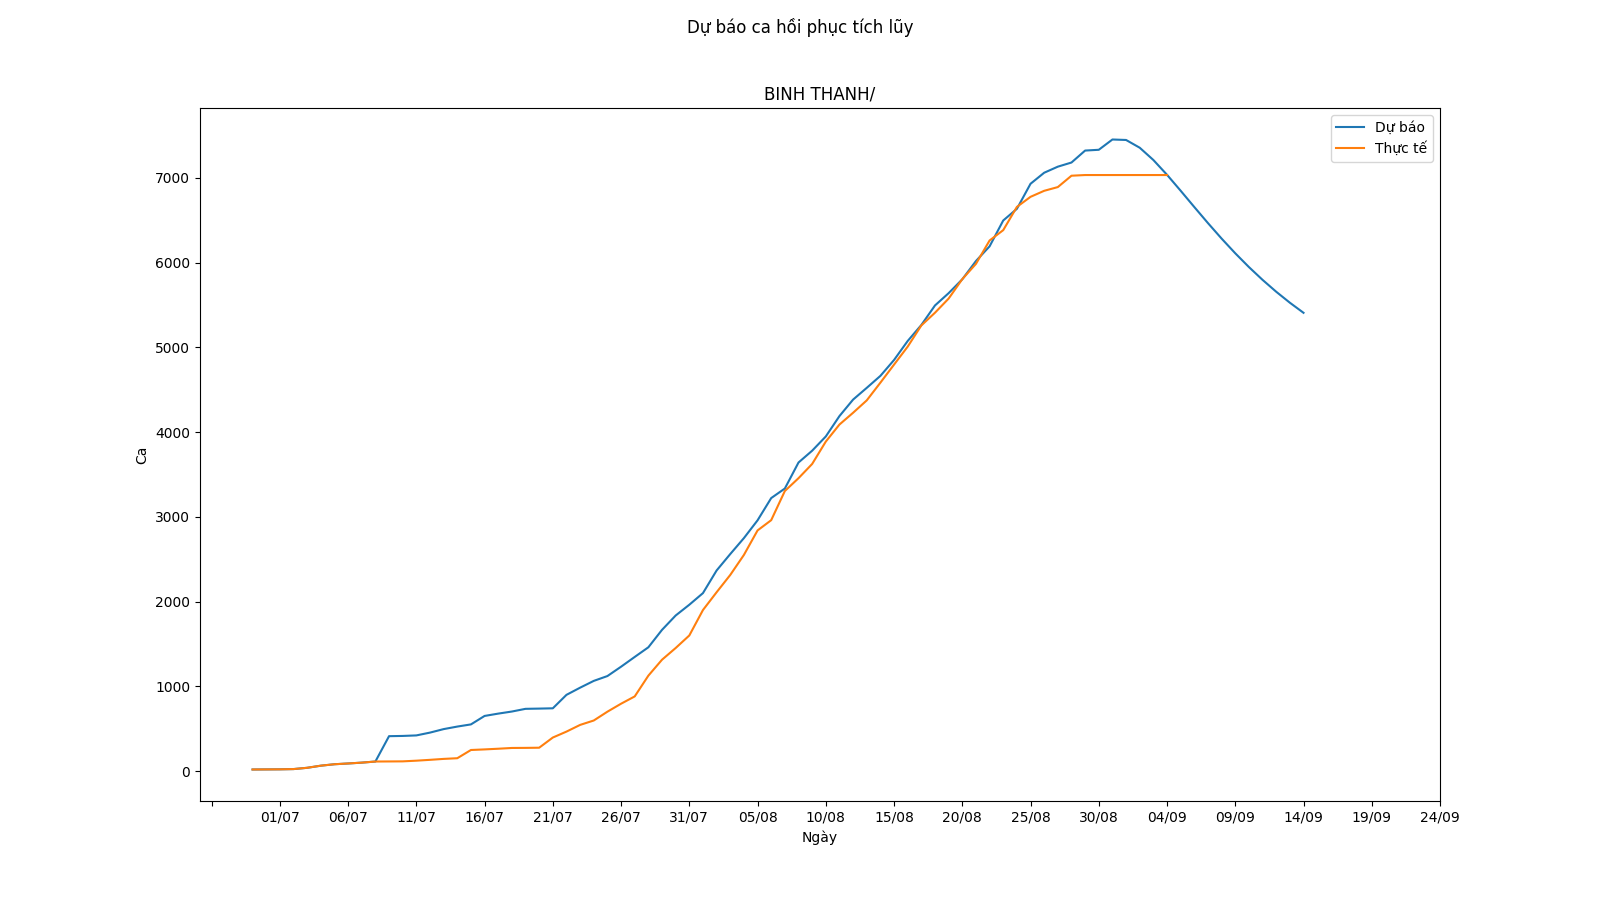 Dự báo ca hồi phục tích lũy
BINH THANH/
Dự báo
Thực tế
7000
6000
5000
4000
3000
2000
1000
0
Ca
01/07 06/07 11/07 16/07 21/07 26/07 31/07 05/08 10/08 15/08 20/08 25/08 30/08 04/09 09/09 14/09 19/09 24/09
Ngày